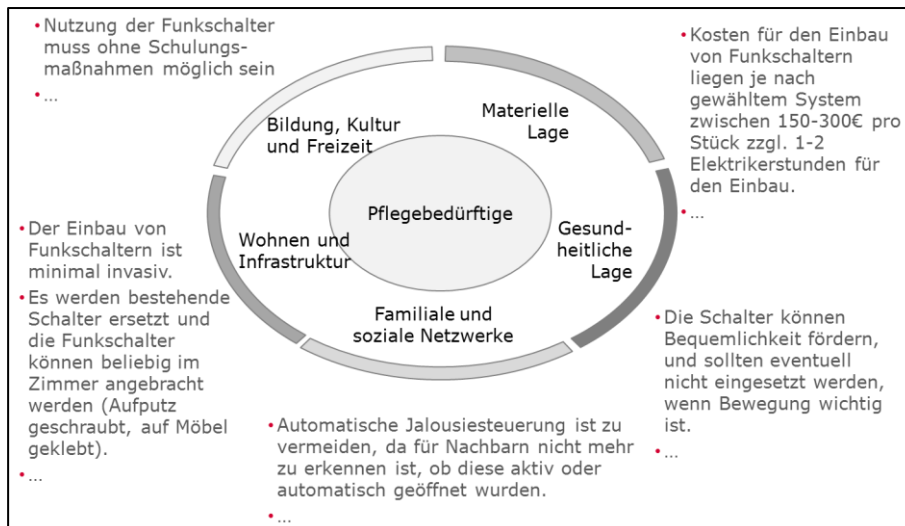 • Nutzung der Funkschalter
muss ohne Schulungs-
maßnahmen möglich sein
• ...
• Kosten für den Einbau
von Funkschaltern
liegen je nach
gewähltem System
zwischen 150-300€ pro
Stück zzgl. 1-2
Elektrikerstunden für
den Einbau.
• ...
Bildung, Kultur
und Freizeit
Materielle
Lage
Pflegebedürftige
Wohnen und
Infrastruktur
Gesund-
heitliche
Lage
Familiale und
soziale Netzwerke
• Der Einbau von
Funkschaltern ist
minimal invasiv.
• Es werden bestehende
Schalter ersetzt und
die Funkschalter
können beliebig im
Zimmer angebracht
werden (Aufputz
geschraubt, auf Möbel
geklebt).
• ...
• Die Schalter können
Bequemlichkeit fördern,
und sollten eventuell
nicht eingesetzt werden,
wenn Bewegung wichtig
ist.
• ...
• Automatische Jalousiesteuerung ist zu
vermeiden, da für Nachbarn nicht mehr
zu erkennen ist, ob diese aktiv oder
automatisch geöffnet wurden.
• ...